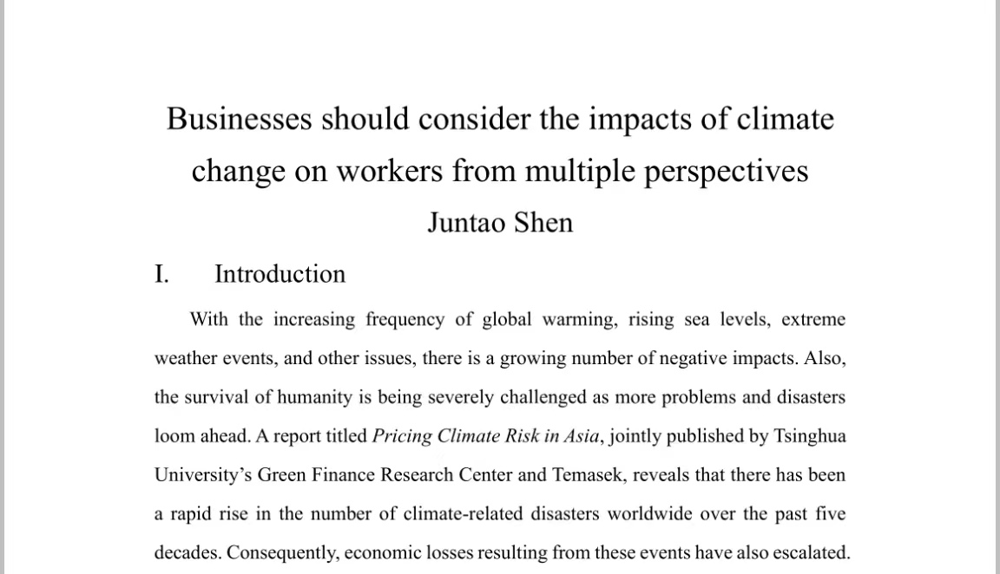 Businesses should consider the impacts of climate
change on workers from multiple perspectives
Juntao Shen
I. Introduction
With the increasing frequency of global warming, rising sea levels, extreme
weather events, and other issues, there is a growing number of negative impacts. Also,
the survival of humanity is being severely challenged as more problems and disasters
loom ahead. A report titled Pricing Climate Risk in Asia, jointly published by Tsinghua
University’s Green Finance Research Center and Temasek, reveals that there has been
a rapid rise in the number of climate-related disasters worldwide over the past five
decades. Consequently, economic losses resulting from these events have also escalated.